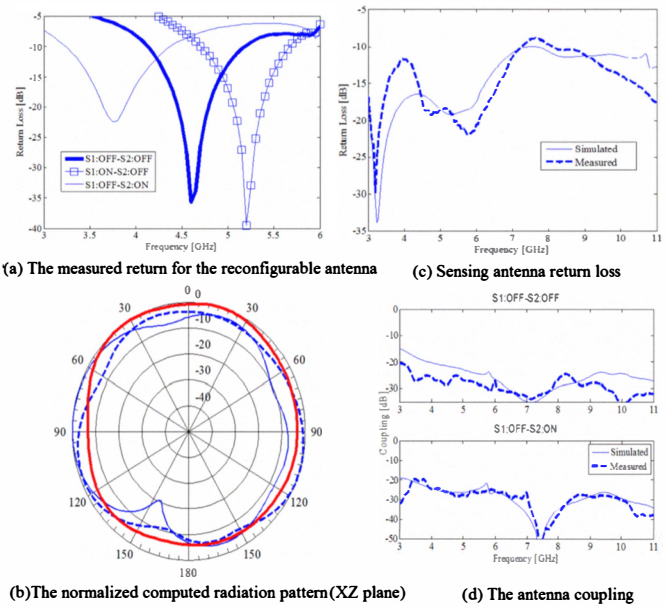 -5
-10
-15
-20
-25
-30
-35
-40
Return Loss [dB]
S1:OFF-S2:OFF
S1:ON-S2:OFF
S1:OFF-S2:ON
3 3.5 4 4.5 5 5.5 6
Frequency [GHz]
(a) The measured return for the reconfigurable antenna
-5
-10
-15
-20
-25
-30
-35
Return Loss [dB]
Simulated
Measured
3 4 5 6 7 8 9 10 11
Frequency [GHz]
(c) Sensing antenna return loss
0
0
30 30
-10
-20
60 60
-30
-40
90 90
120 120
150 150
180
(b)The normalized computed radiation pattern(XZ plane)
S1:OFF-S2:OFF
0
-10
-20
-30
3 4 5 6 7 8 9 10 11
Coupling [dB]
S1:OFF-S2:ON
0
-10
-20
-30
-40
-50
Simulated
Measured
3 4 5 6 7 8 9 10 11
Frequency [GHz]
(d) The antenna coupling